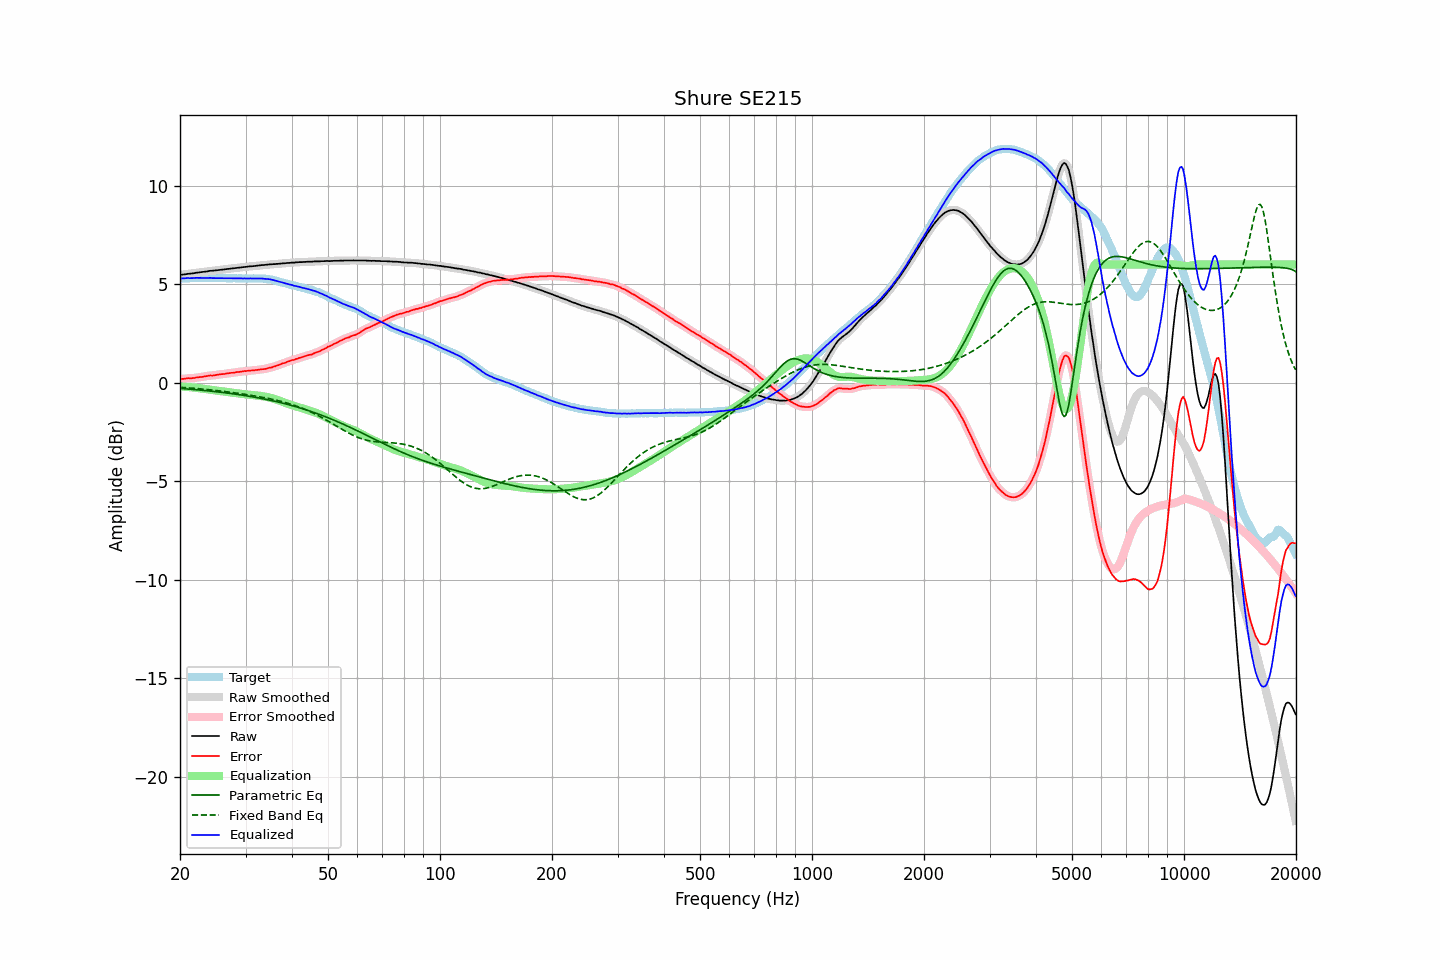 Shure SE215
Amplitude (dBr)
10
5
0
−5
−10
−15
−20
Target
Raw Smoothed
Error Smoothed
Raw
Error
Equalization
Parametric Eq
Fixed Band Eq
Equalized
20 50 100 200 500 1000 2000 5000 10000 20000
Frequency (Hz)